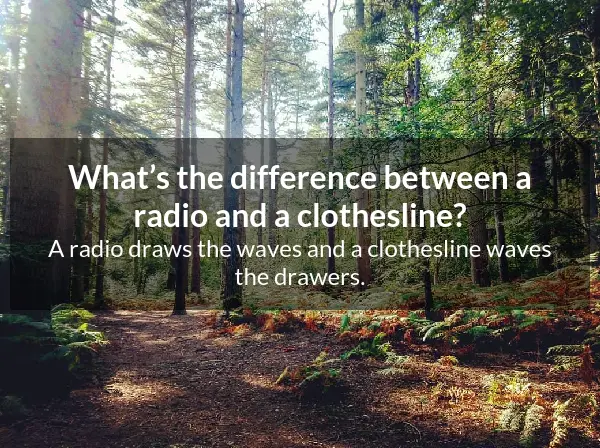 What’s the difference between a
radio and a clothesline?
A radio draws the waves and a clothesline waves
the drawers.